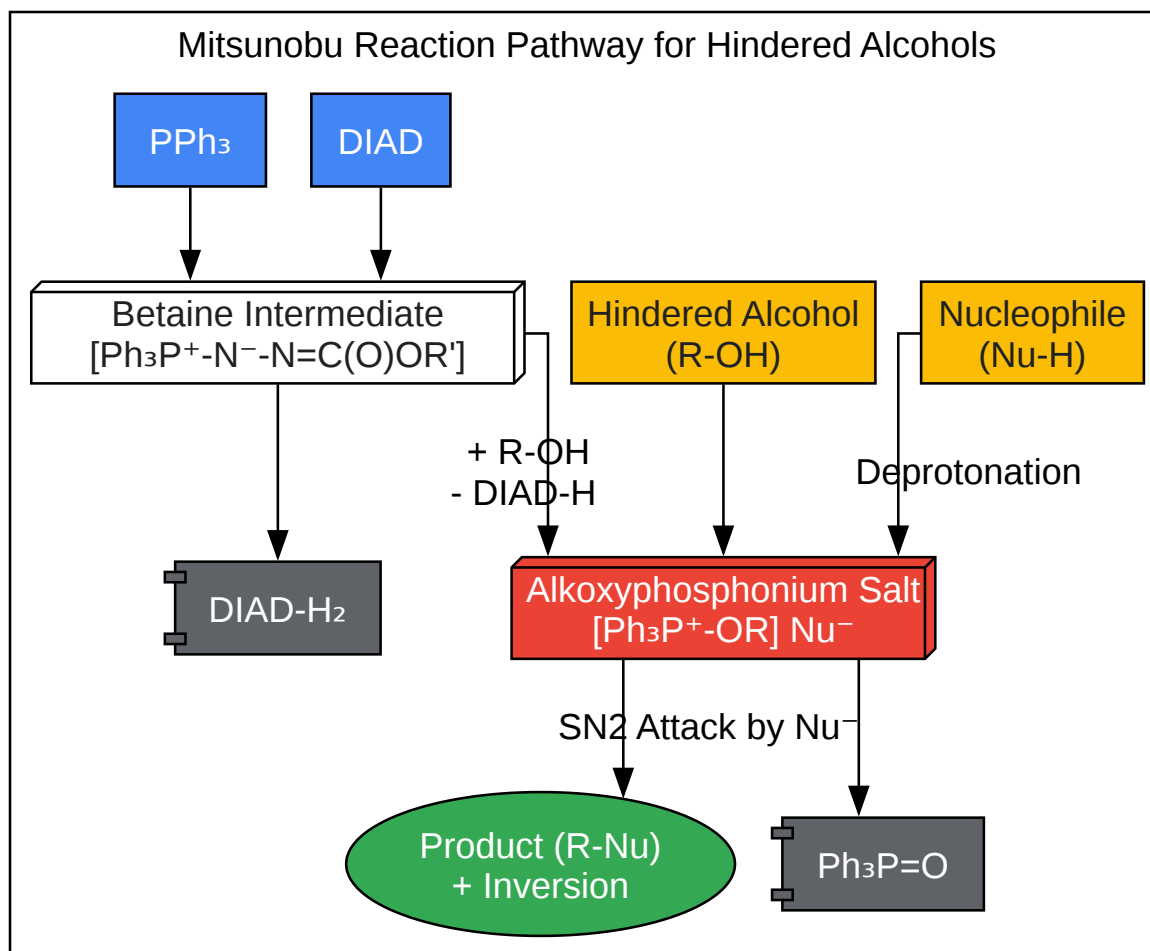 Mitsunobu Reaction Pathway for Hindered Alcohols
PPh₃
DIAD
Betaine Intermediate
[Ph₃P⁺-N⁻-N=C(O)OR']
Hindered Alcohol
(R-OH)
Nucleophile
(Nu-H)
+ R-OH
- DIAD-H
Deprotonation
DIAD-H₂
Alkoxyphosphonium Salt
[Ph₃P⁺-OR] Nu⁻
SN2 Attack by Nu⁻
Product (R-Nu)
+ Inversion
Ph₃P=O